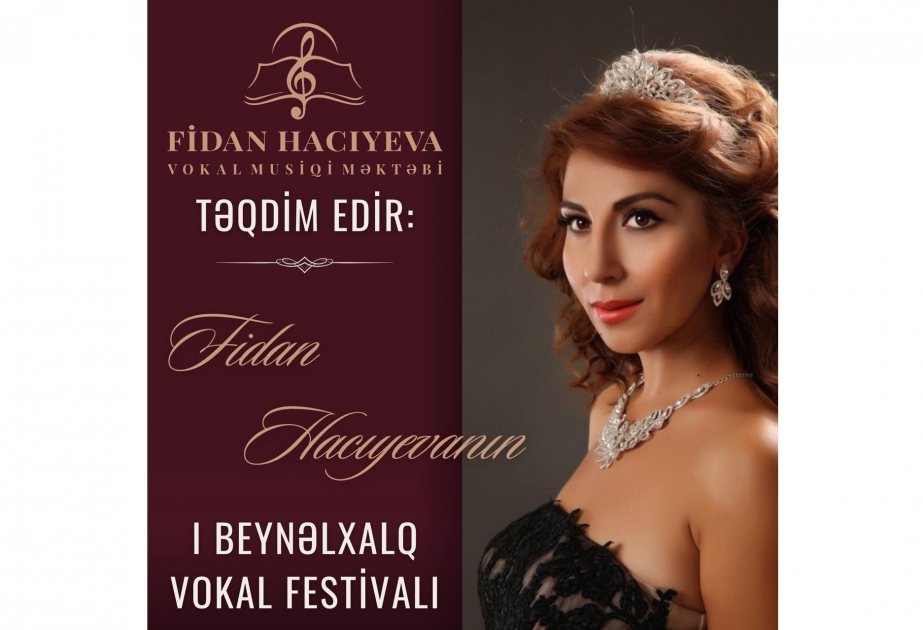 FİDAN HACIYEVA
VOKAL MUSİQİ MƏKTƏBİ
TƏQDİM EDİR:
Fidan
Hacıyevanın
I BEYNƏLXALQ
VOKAL FESTİVALI